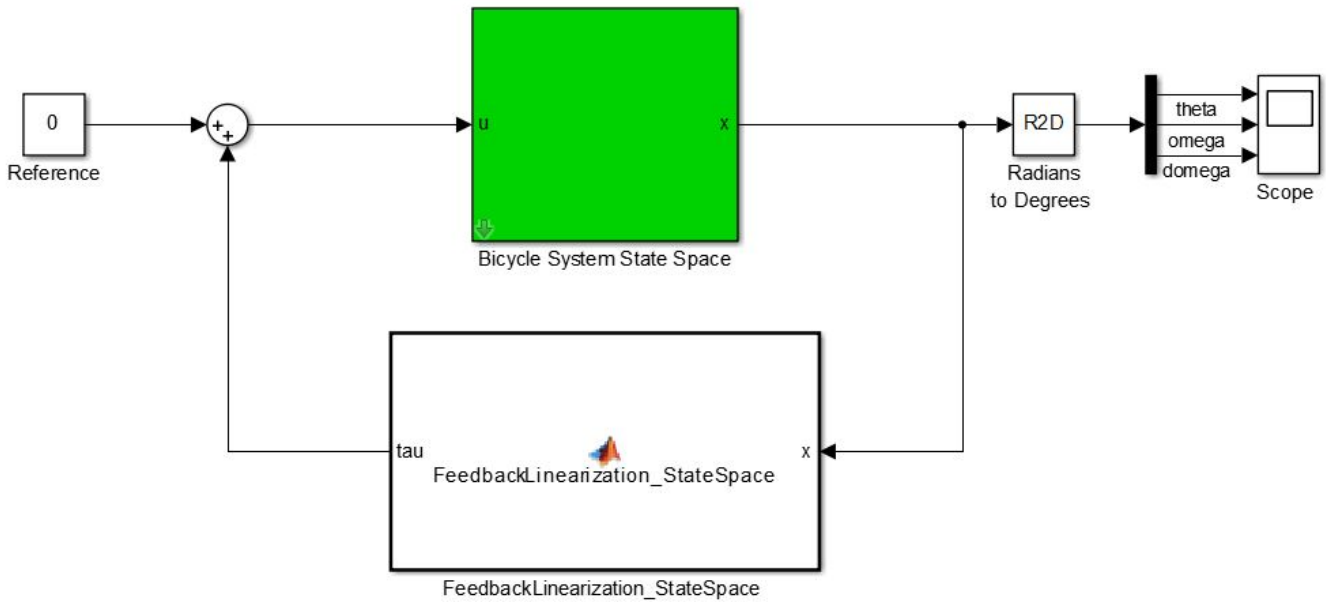 0
Reference
+
+
u
x
Bicycle System State Space
R2D
Radians
to Degrees
theta
omega
domega
Scope
tau
x
FeedbackLinearization_StateSpace
FeedbackLinearization_StateSpace